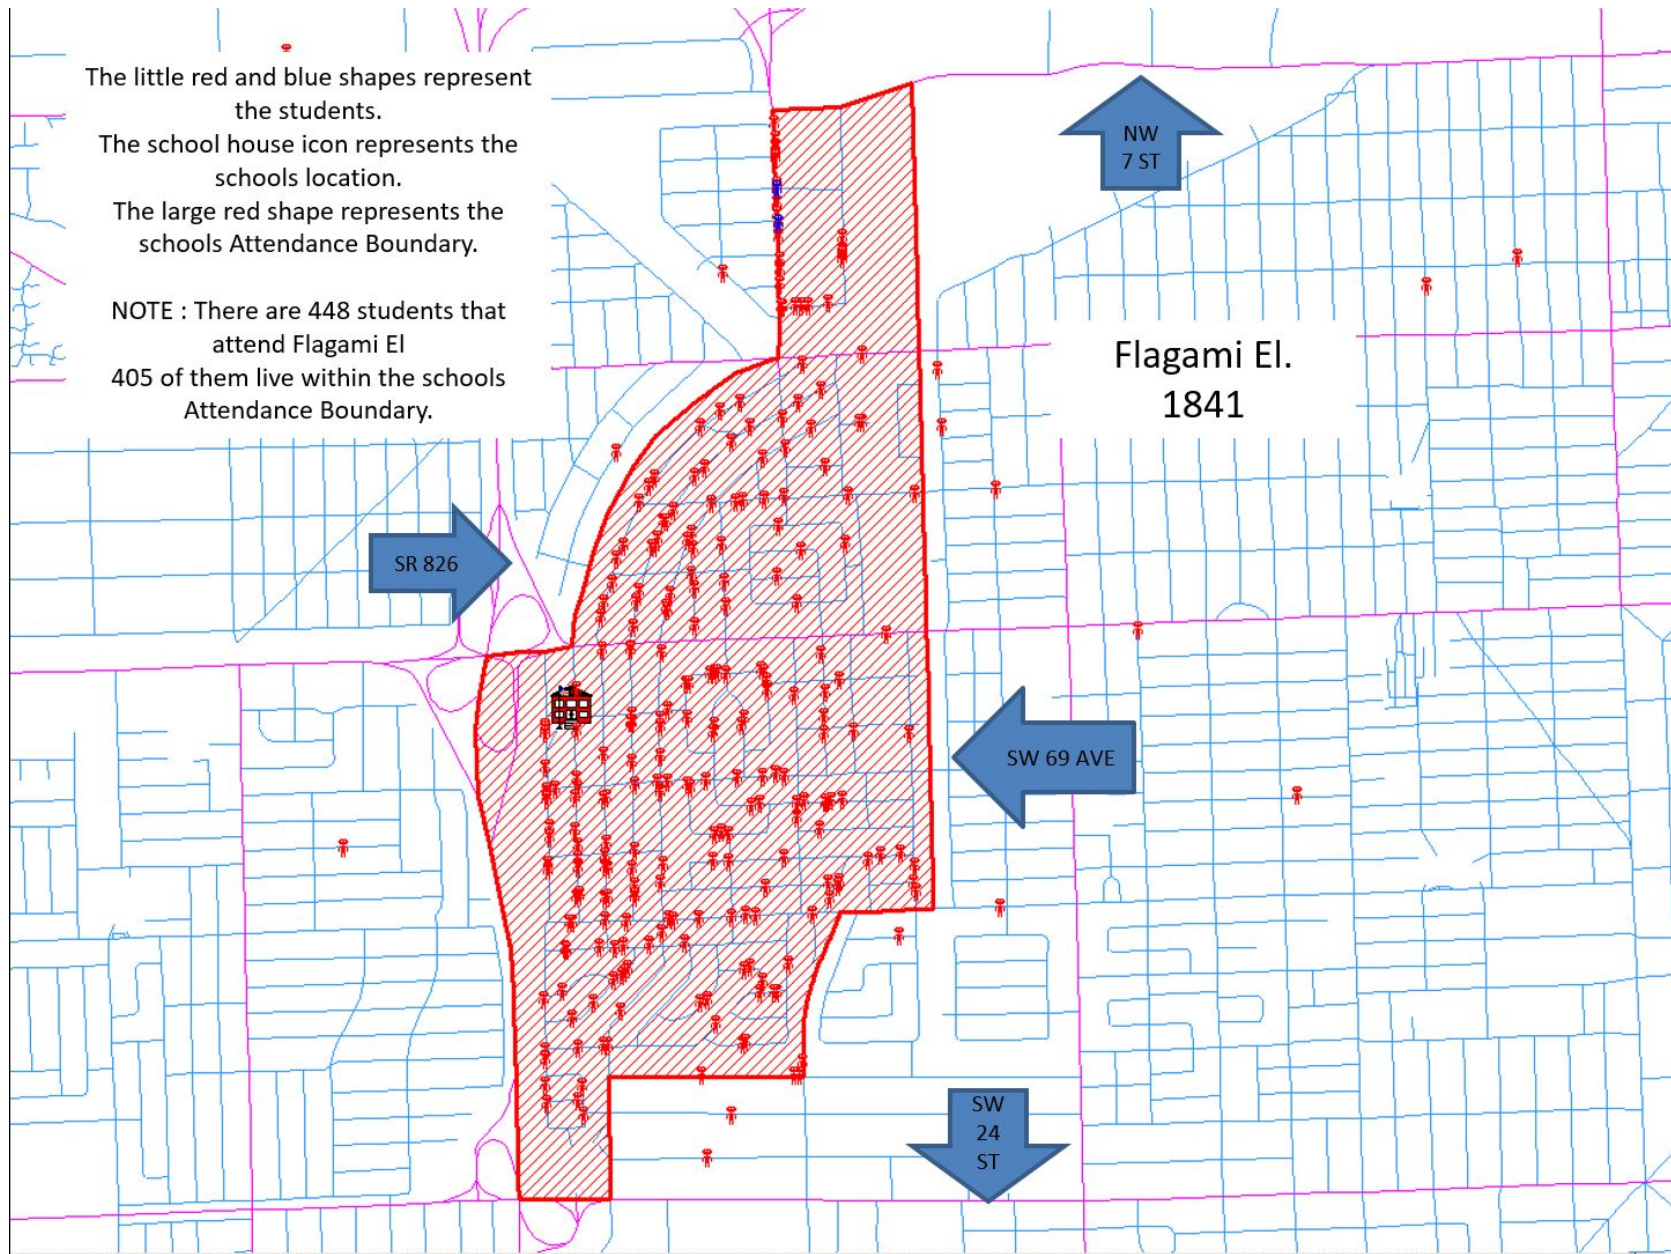 The little red and blue shapes represent
the students.
The school house icon represents the
schools location.
The large red shape represents the
schools Attendance Boundary.
NOTE : There are 448 students that
attend Flagami El
405 of them live within the schools
Attendance Boundary.
NW
7 ST
Flagami El.
1841
SR 826
SW 69 AVE
SW
24
ST